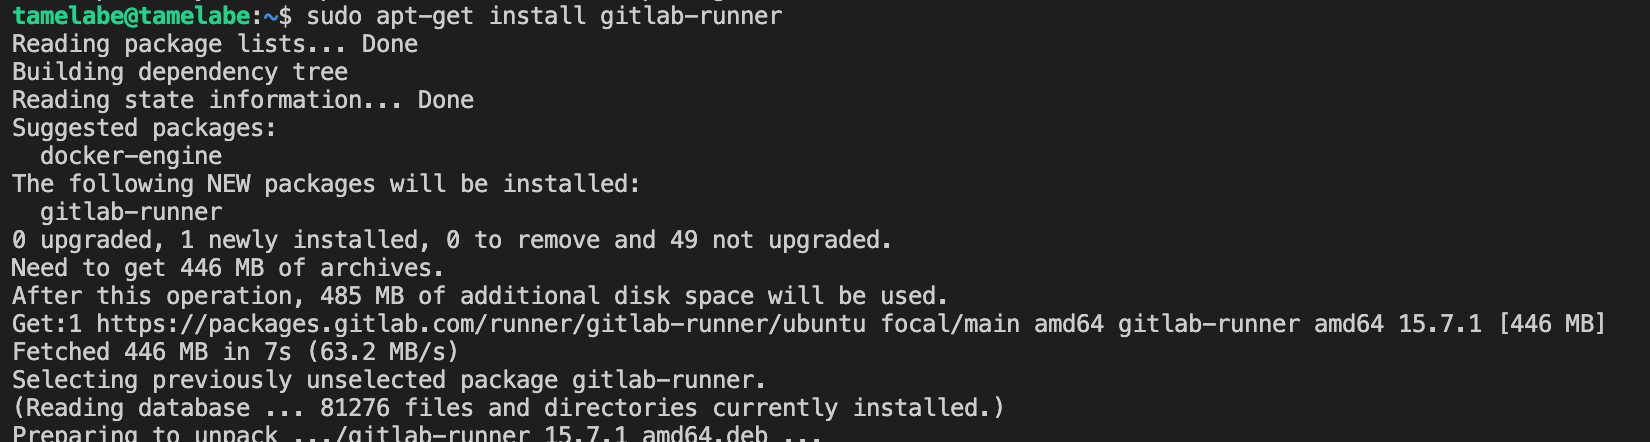 tamelabe@tamelabe:~$ sudo apt-get install gitlab-runner
Reading package lists... Done
Building dependency tree
Reading state information... Done
Suggested packages:
  docker-engine
The following NEW packages will be installed:
  gitlab-runner
0 upgraded, 1 newly installed, 0 to remove and 49 not upgraded.
Need to get 446 MB of archives.
After this operation, 485 MB of additional disk space will be used.
Get:1 https://packages.gitlab.com/runner/gitlab-runner/ubuntu focal/main amd64 gitlab-runner amd64 15.7.1 [446 MB]
Fetched 446 MB in 7s (63.2 MB/s)
Selecting previously unselected package gitlab-runner.
(Reading database ... 81276 files and directories currently installed.)
Preparing to unpack .../gitlab-runner_15.7.1_amd64.deb ...